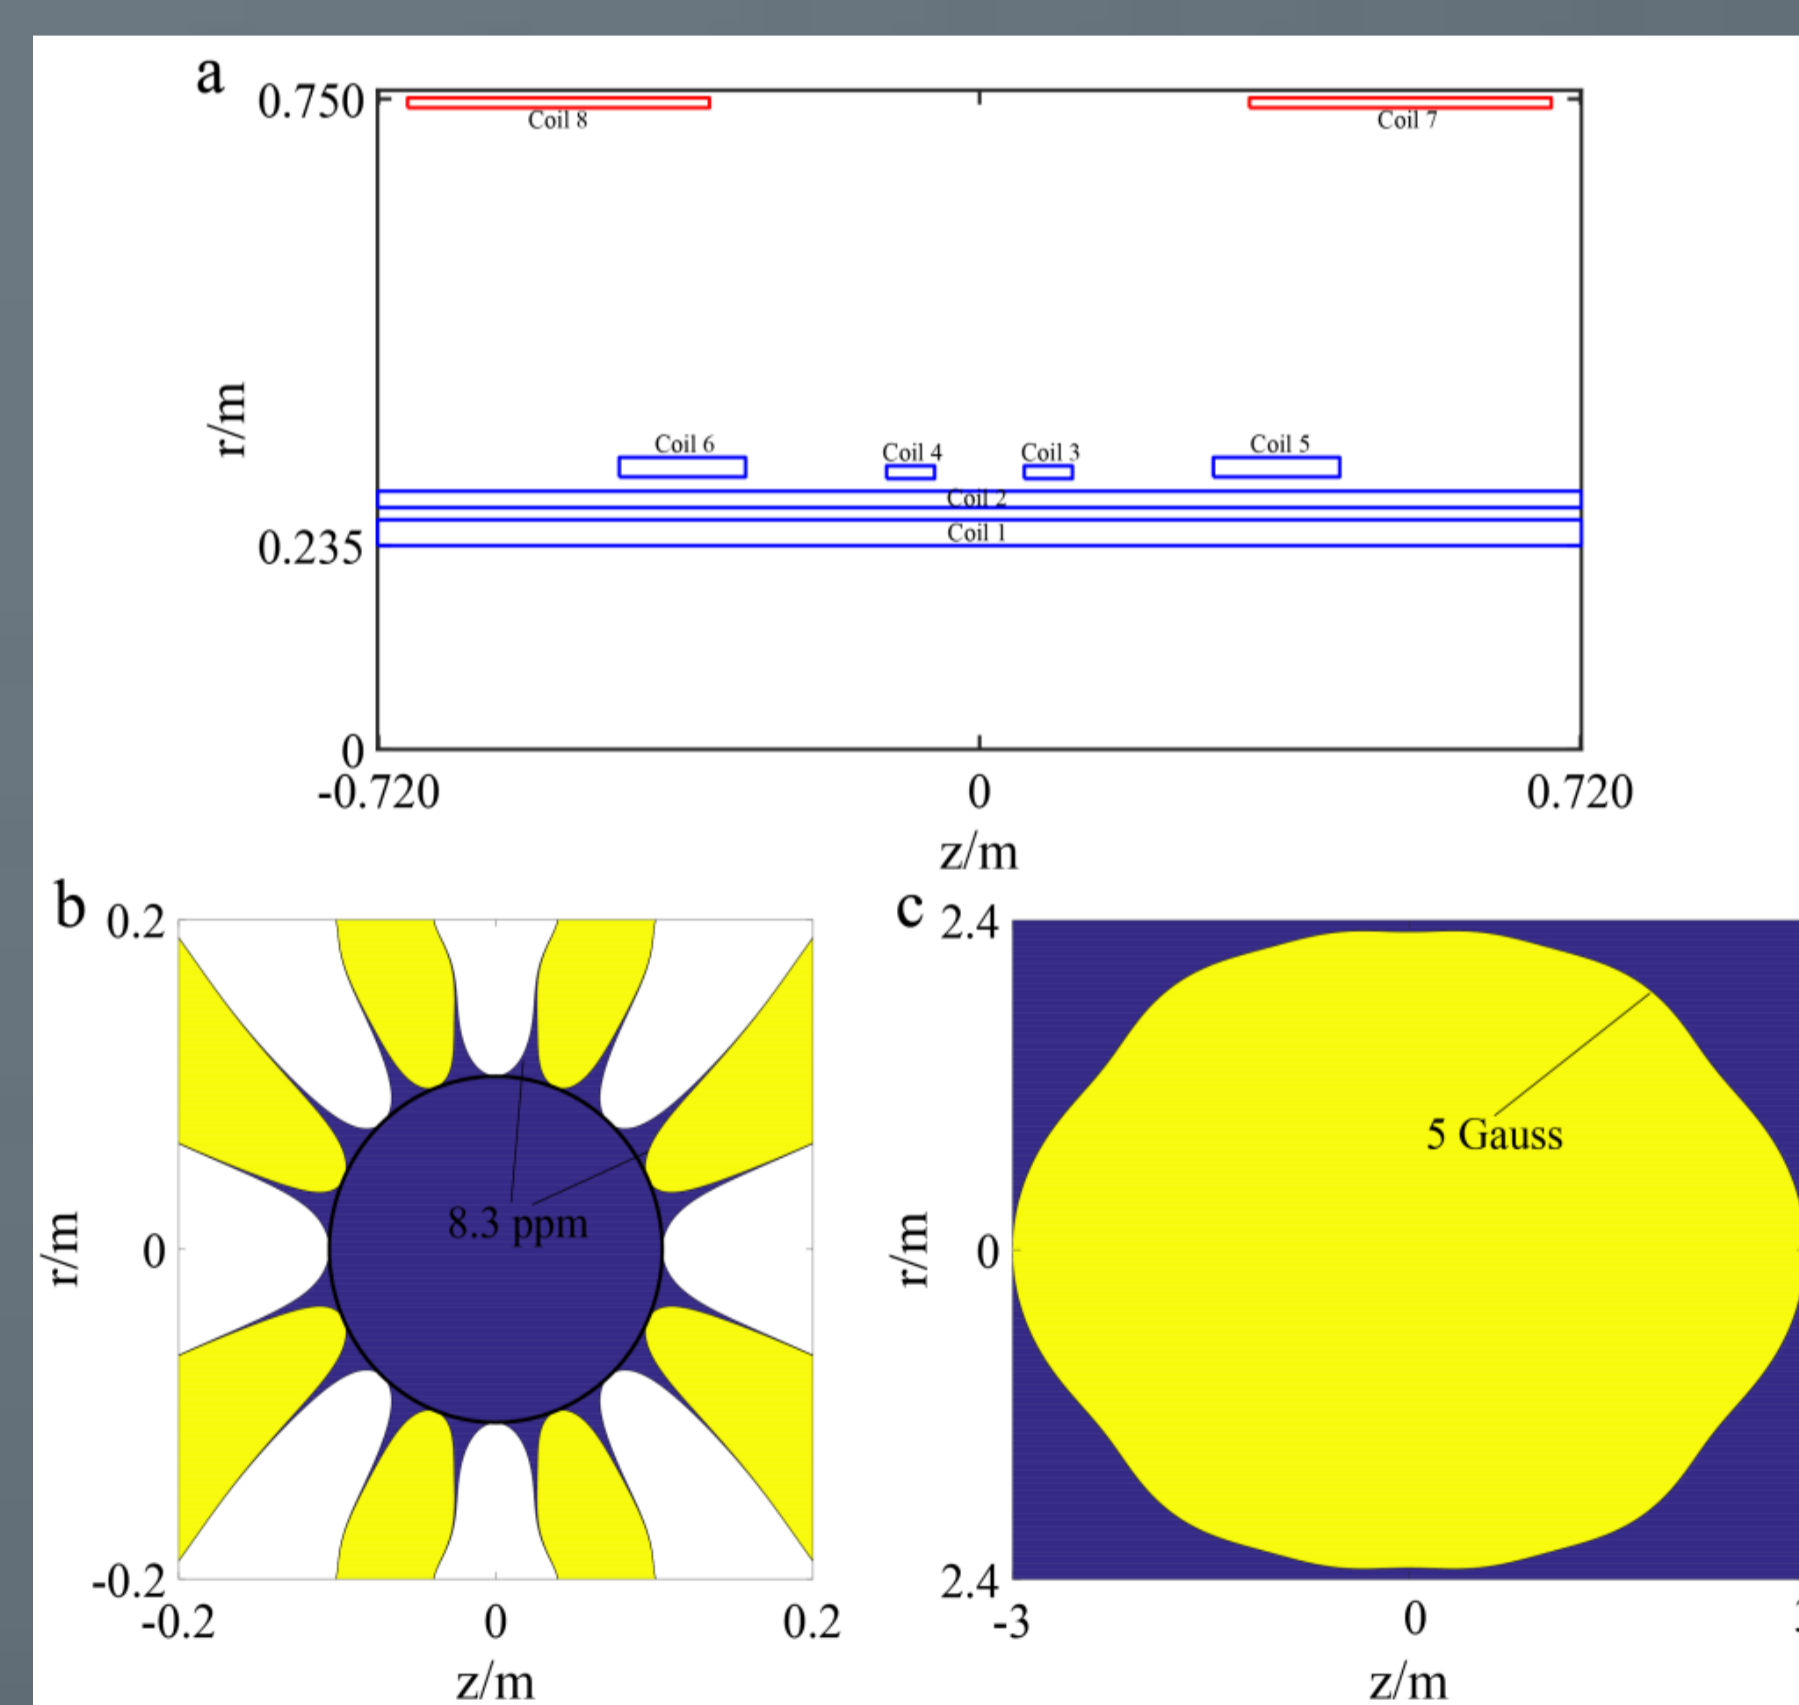 a
0.750
Coil 8
Coil 7
r/m
Coil 6
Coil 4
Coil 3
Coil 5
Coil 2
Coil 1
0.235
0
-0.720
0
0.720
z/m
b
0.2
r/m
0
8.3 ppm
-0.2
-0.2
0
0.2
z/m
c
2.4
r/m
0
5 Gauss
2.4
-3
0
z/m